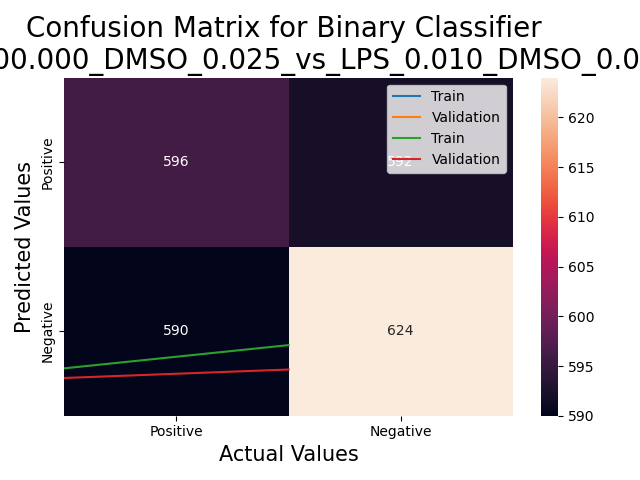 Confusion Matrix for Binary Classifier
00.000_DMSO_0.025_vs_LPS_0.010_DMSO_0.0
Train
Validation
Train
Validation
Positive
596
Negative
590
624
Predicted Values
Positive
Negative
Actual Values
620
615
610
605
600
595
590